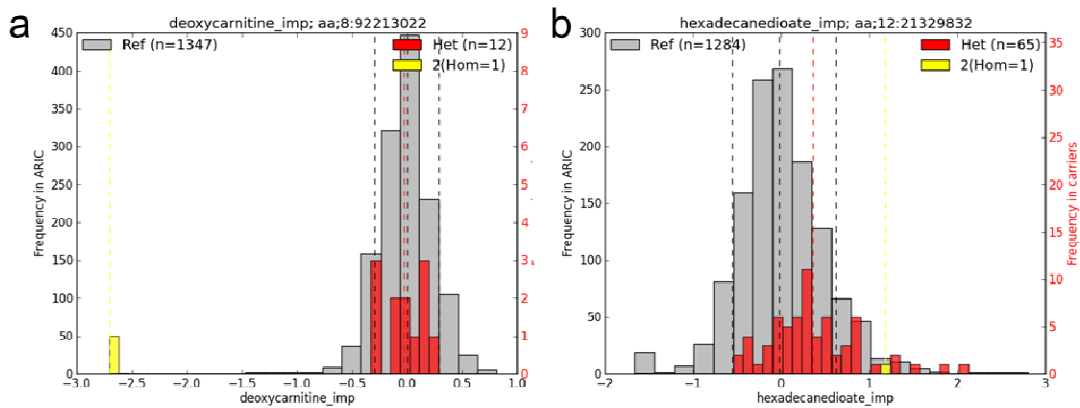 a
deoxycarnitine_imp; aa;8:92213022
Ref (n=1347)
Het (n=12)
2(Hom=1)
Frequency in ARIC
450
400
350
300
250
200
150
100
50
0
9
8
7
6
5
4
3
2
1
0
−3.0 −2.5 −2.0 −1.5 −1.0 −0.5 0.0 0.5 1.0
deoxycarnitine_imp
b
hexadecanedioate_imp; aa;12:21329832
Ref (n=1284)
Het (n=65)
2(Hom=1)
Frequency in ARIC
300
250
200
150
100
50
0
35
30
25
20
15
10
5
0
Frequency in carriers
−2 −1 0 1 2 3
hexadecanedioate_imp